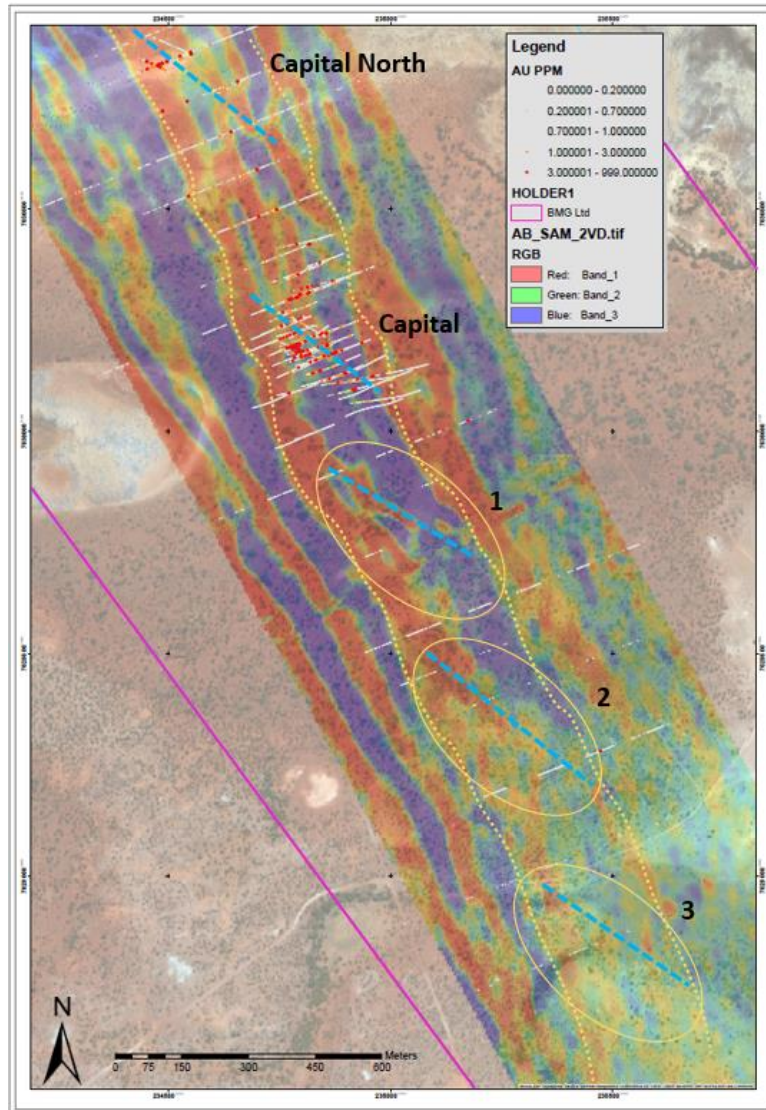 Capital North
Legend
AU PPM
0.000000 - 0.200000
0.200001 - 0.700000
0.700001 - 1.000000
1.000001 - 3.000000
3.000001 - 999.000000
HOLDER1
BMG Ltd
AB_SAM_2VD.tif
RGB
Red: Band_1
Green: Band_2
Blue: Band_3
Capital
1
2
3
N
Meters
0 75 150 300 450 600